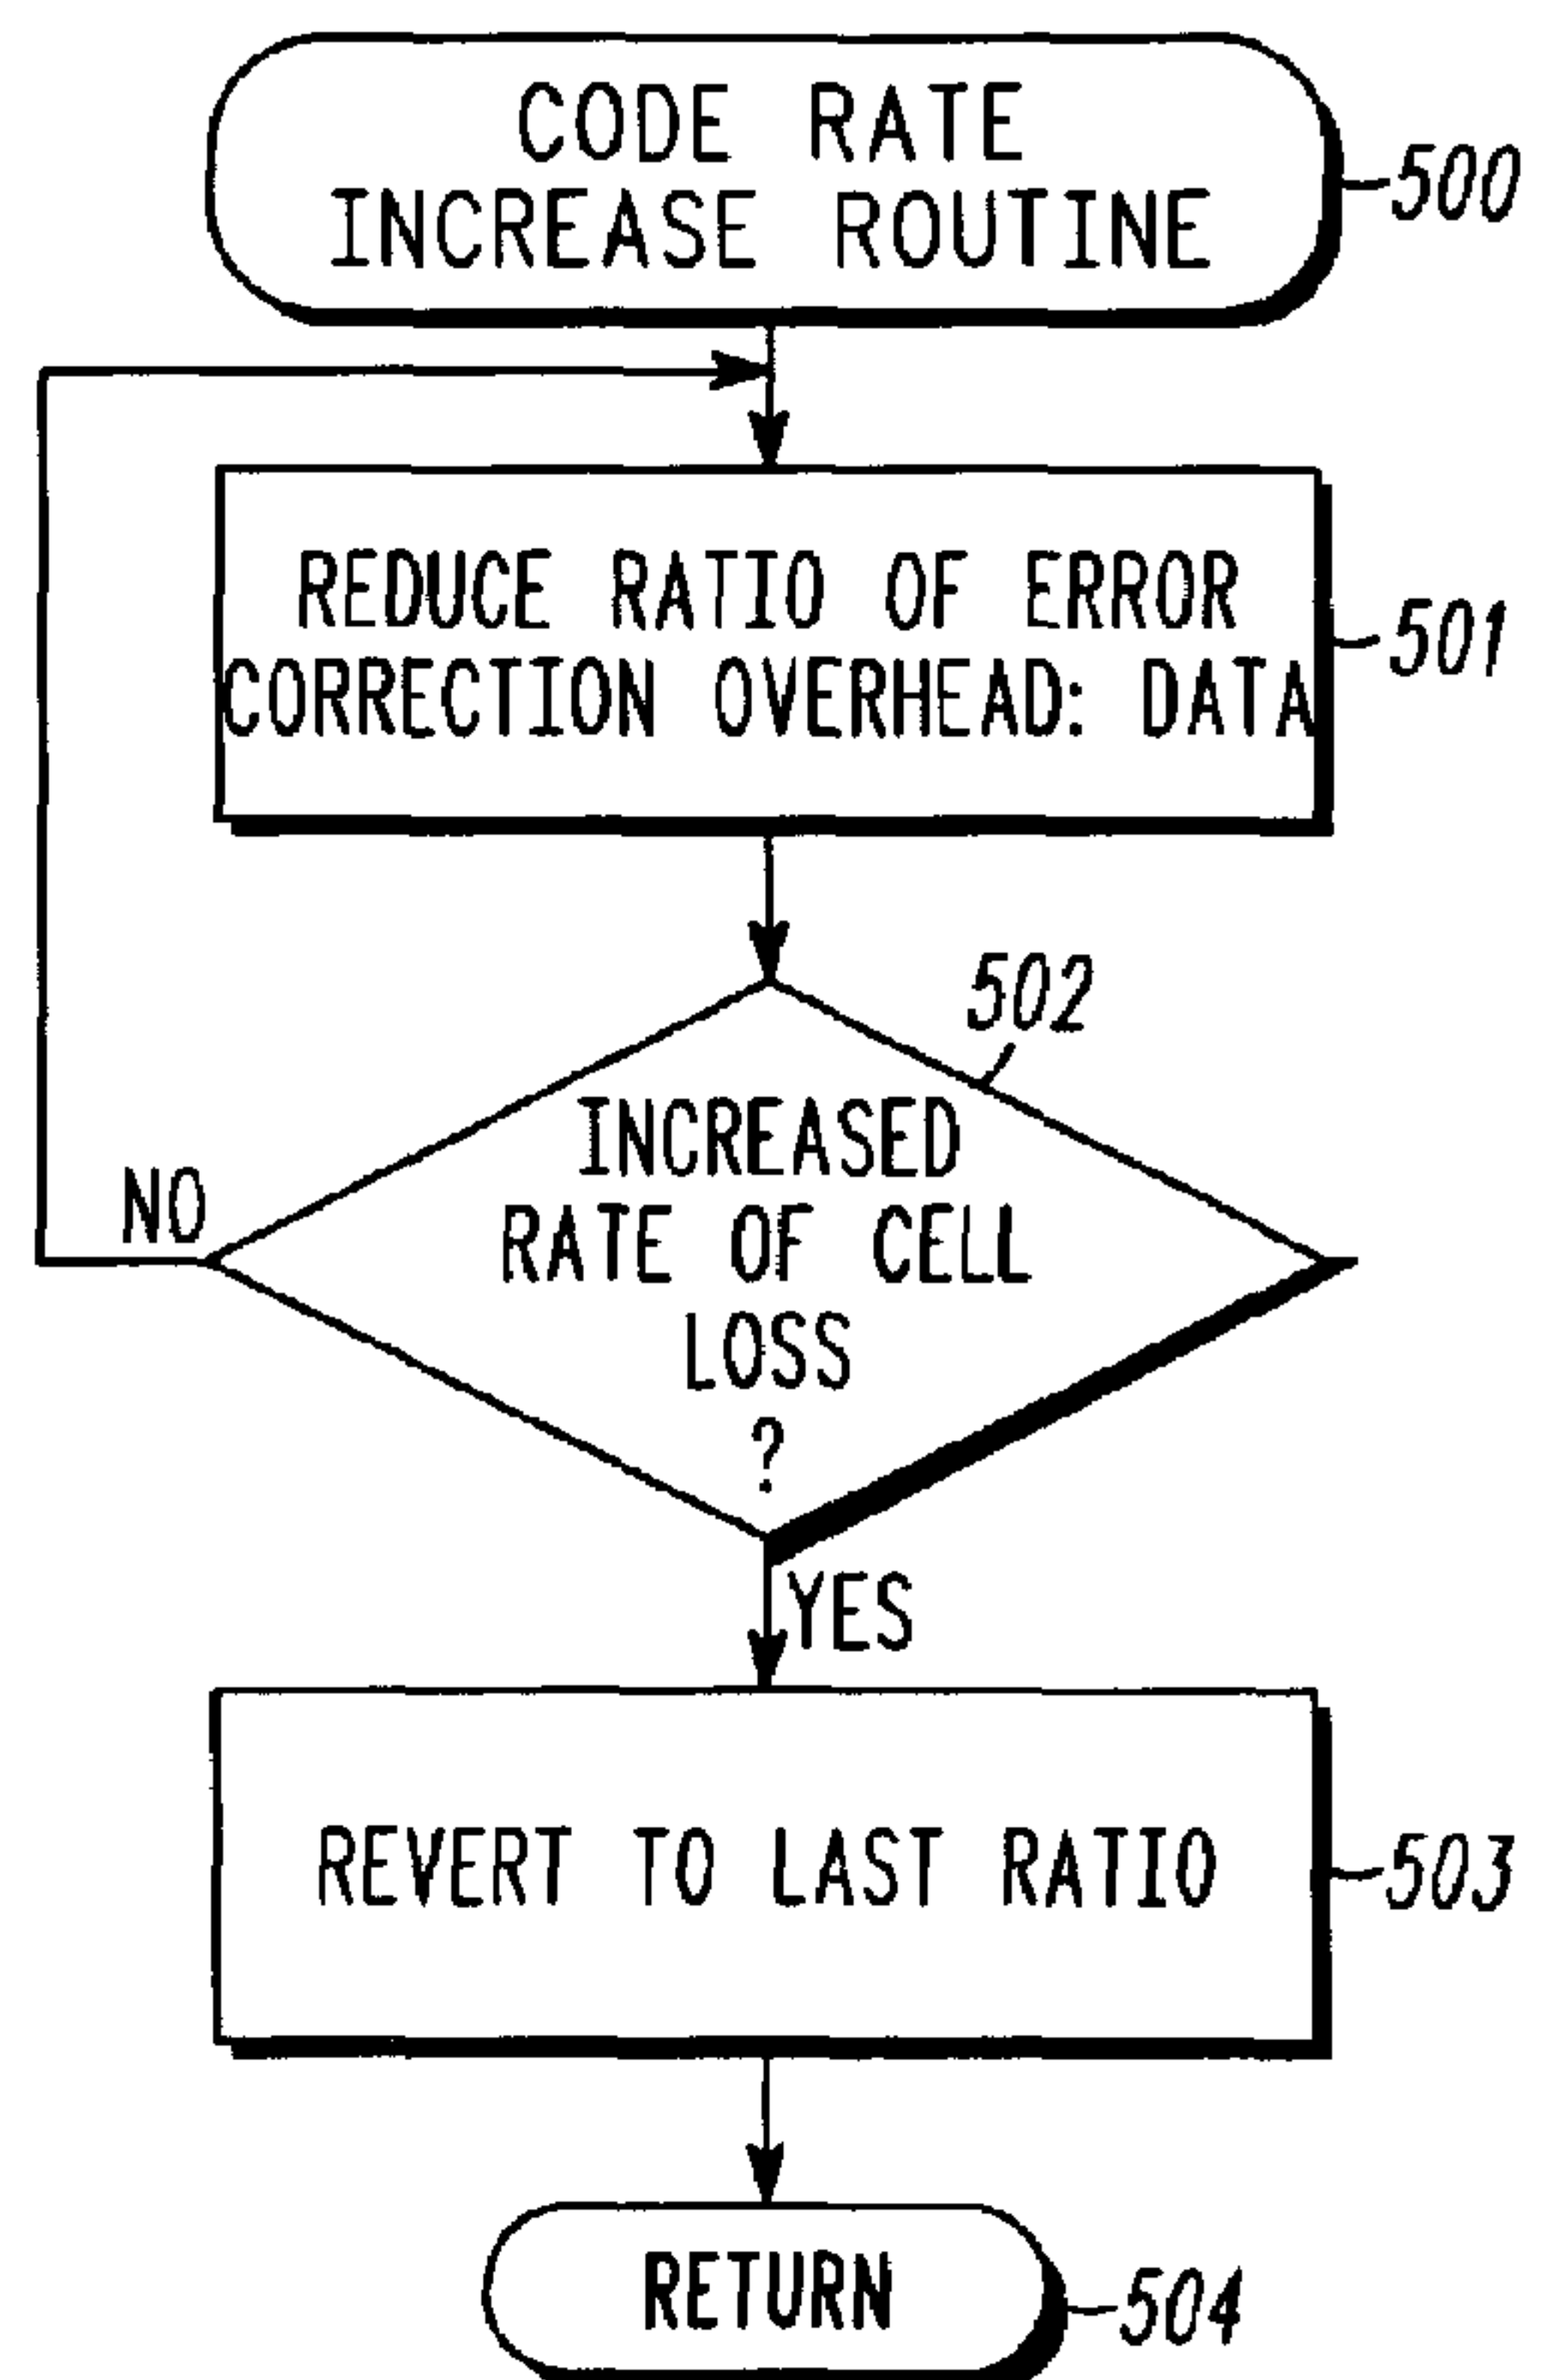 CODE RATE
INCREASE ROUTINE
500
REDUCE RATIO OF ERROR
CORRECTION OVERHEAD: DATA
501
502
INCREASED
RATE OF CELL
LOSS
?
NO
YES
REVERT TO LAST RATIO
503
RETURN
504